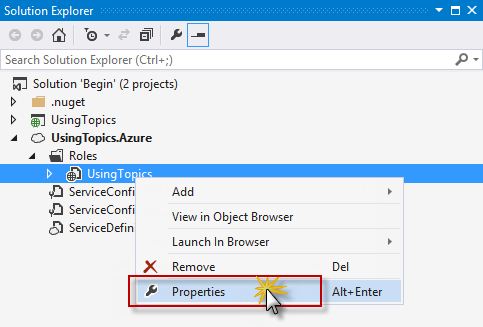 Solution Explorer
Search Solution Explorer (Ctrl+;)
Solution 'Begin' (2 projects)
.nuget
UsingTopics
UsingTopics.Azure
Roles
UsingTopics
ServiceConfi
ServiceConfi
ServiceDefin
Add
View in Object Browser
Launch In Browser
Remove Del
Properties Alt+Enter